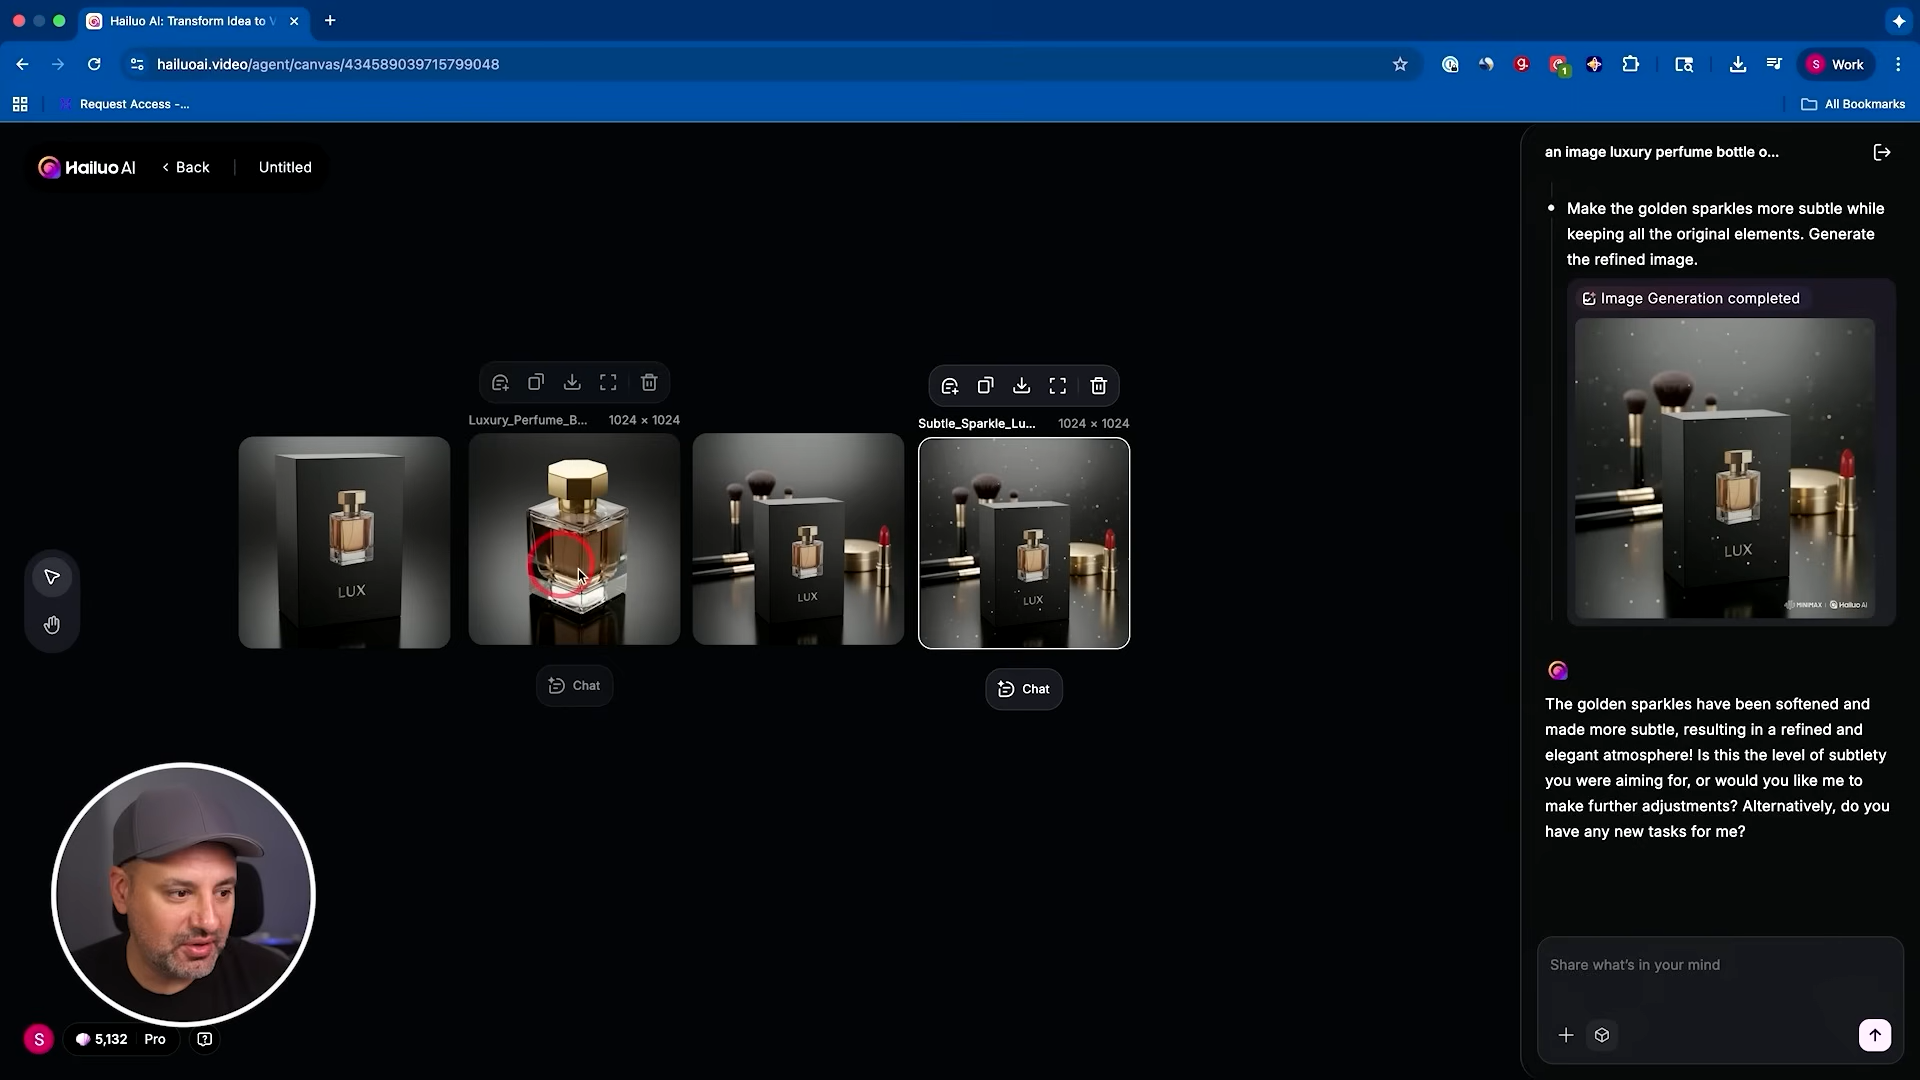 Hailuo AI: Transform Idea to V
hailuoai.video/agent/canvas/434589039715799048
1
S Work
Request Access -...
All Bookmarks
Hailuo AI
Back
Untitled
an image luxury perfume bottle o...
Make the golden sparkles more subtle while
keeping all the original elements. Generate
the refined image.
Image Generation completed
LUX
MINIMAX | Hailuo AI
Luxury_Perfume_B... 1024 × 1024
Subtle_Sparkle_Lu... 1024 × 1024
LUX
LUX
LUX
Chat
Chat
The golden sparkles have been softened and
made more subtle, resulting in a refined and
elegant atmosphere! Is this the level of subtlety
you were aiming for, or would you like me to
make further adjustments? Alternatively, do you
have any new tasks for me?
Share what's in your mind
S
5,132 Pro